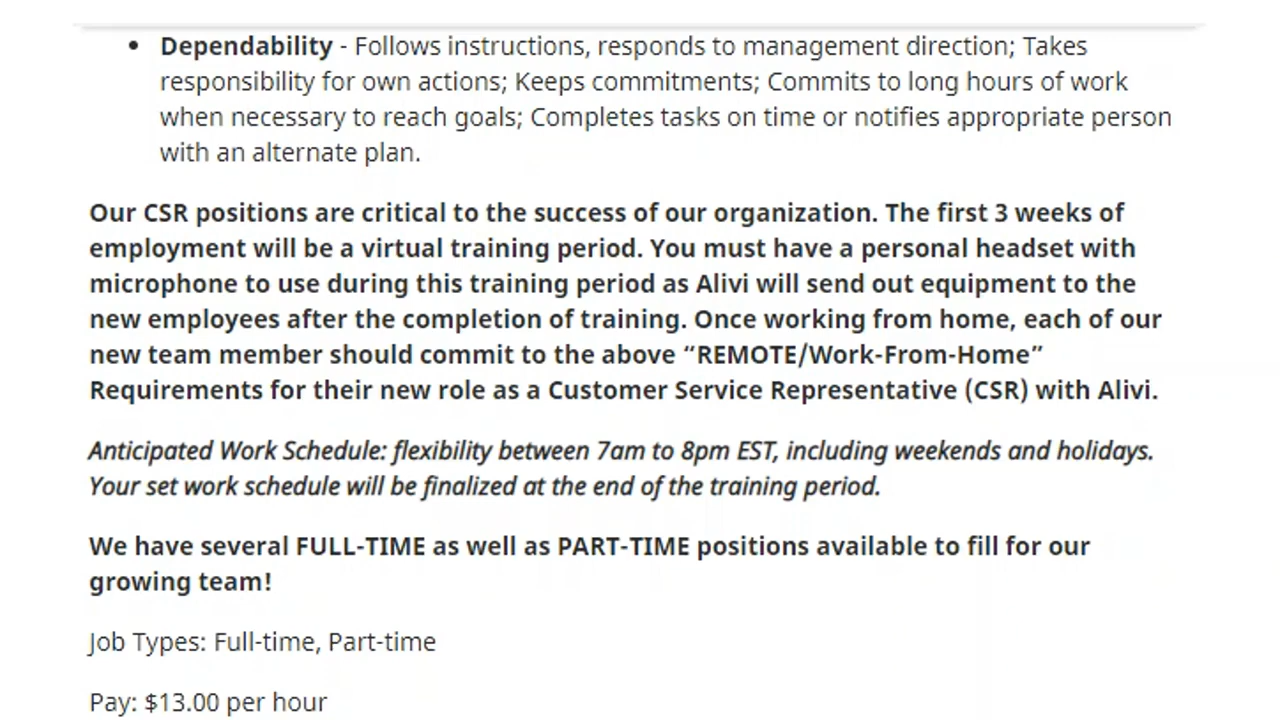 • Dependability - Follows instructions, responds to management direction; Takes
responsibility for own actions; Keeps commitments; Commits to long hours of work
when necessary to reach goals; Completes tasks on time or notifies appropriate person
with an alternate plan.
Our CSR positions are critical to the success of our organization. The first 3 weeks of
employment will be a virtual training period. You must have a personal headset with
microphone to use during this training period as Alivi will send out equipment to the
new employees after the completion of training. Once working from home, each of our
new team member should commit to the above “REMOTE/Work-From-Home”
Requirements for their new role as a Customer Service Representative (CSR) with Alivi.
Anticipated Work Schedule: flexibility between 7am to 8pm EST, including weekends and holidays.
Your set work schedule will be finalized at the end of the training period.
We have several FULL-TIME as well as PART-TIME positions available to fill for our
growing team!
Job Types: Full-time, Part-time
Pay: $13.00 per hour